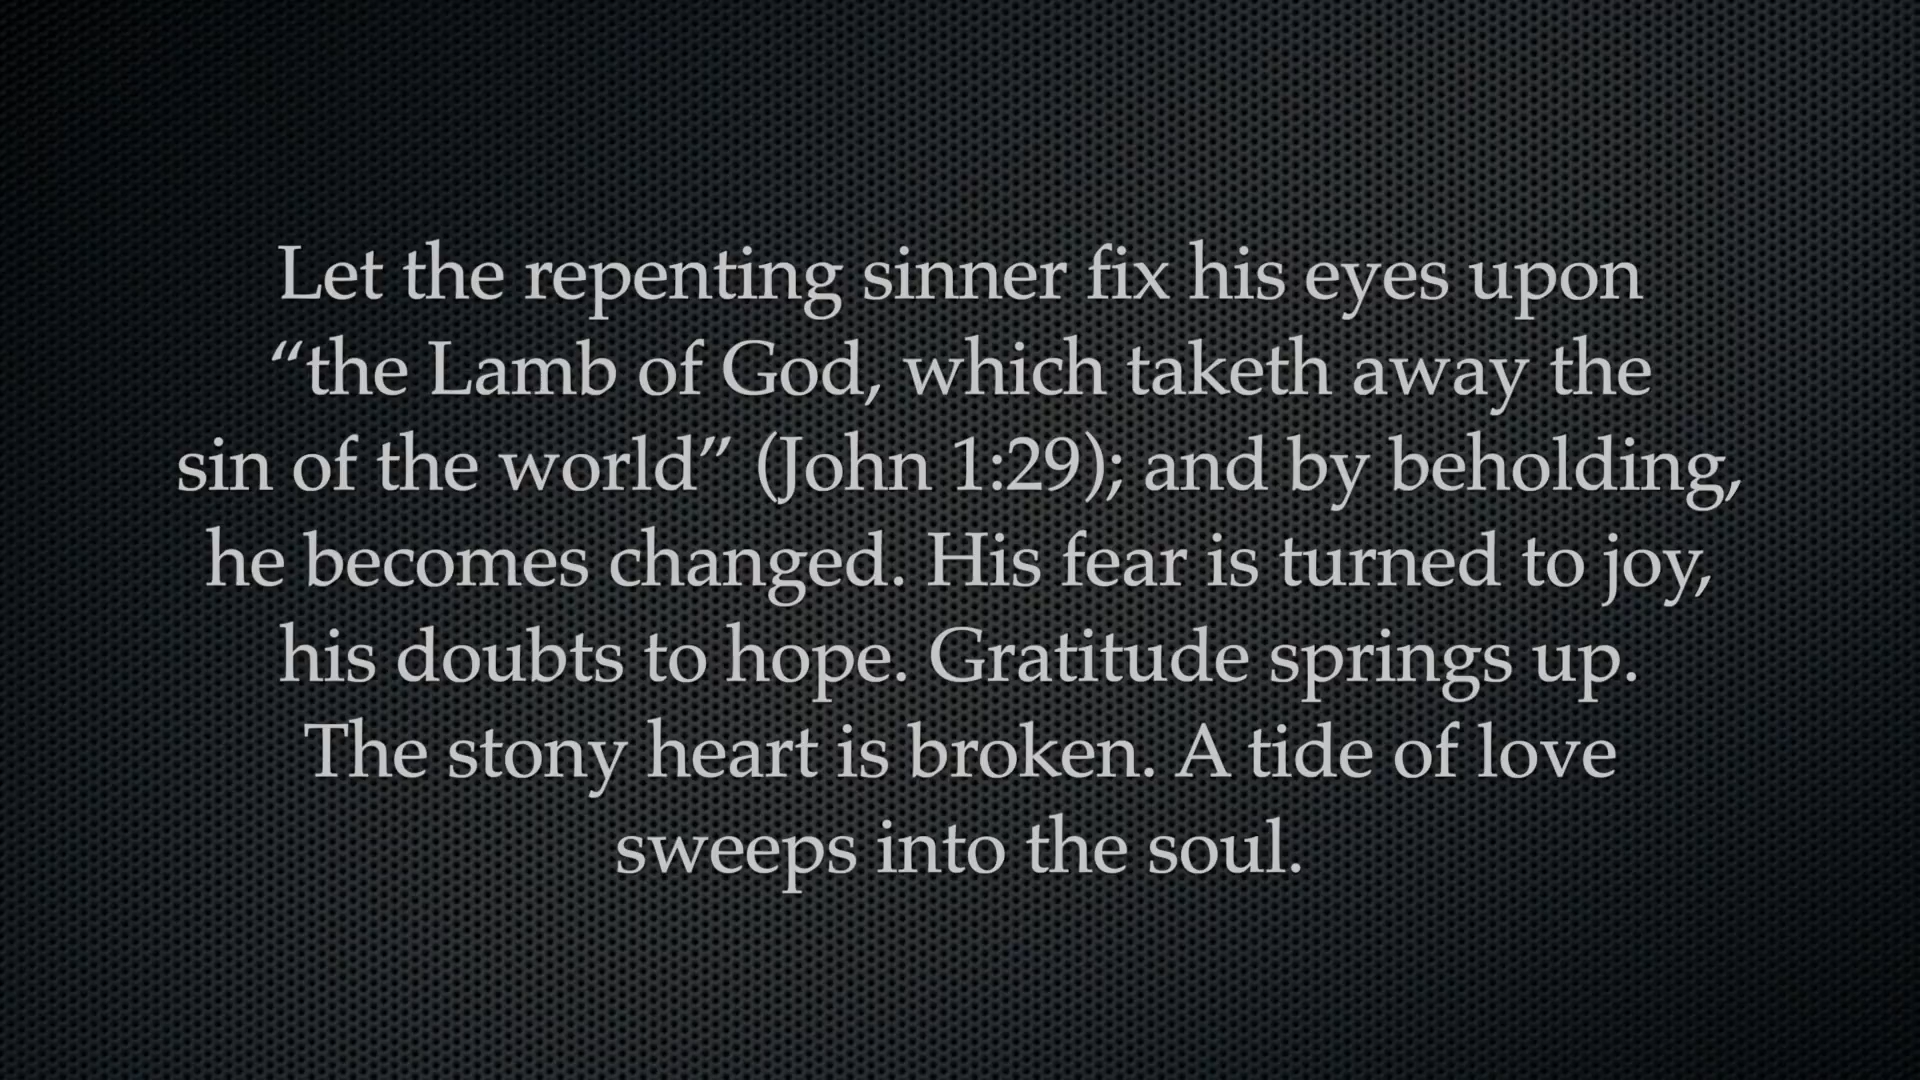 Let the repenting sinner fix his eyes upon
“the Lamb of God, which taketh away the
sin of the world” (John 1:29); and by beholding,
he becomes changed. His fear is turned to joy,
his doubts to hope. Gratitude springs up.
The stony heart is broken. A tide of love
sweeps into the soul.